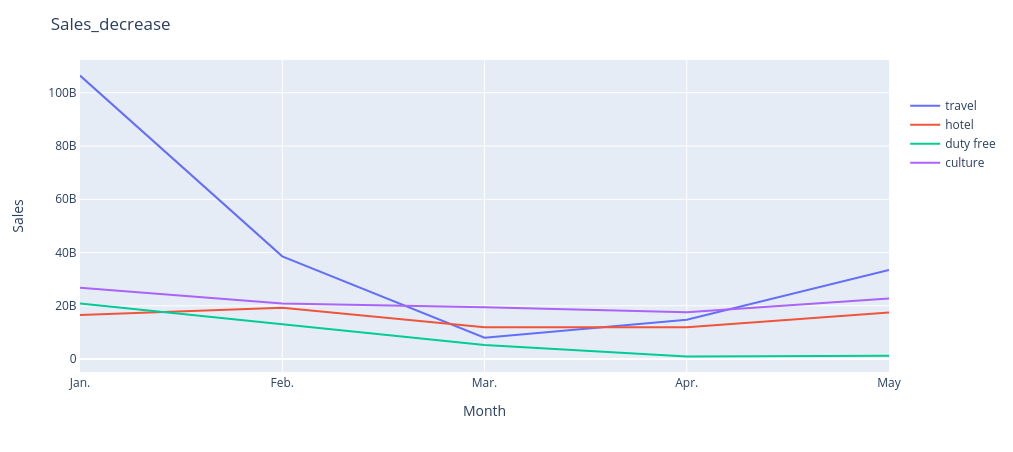 Sales_decrease
Sales
100B
80B
60B
40B
20B
0
Jan.
Feb.
Mar.
Apr.
May
Month
travel
hotel
duty free
culture